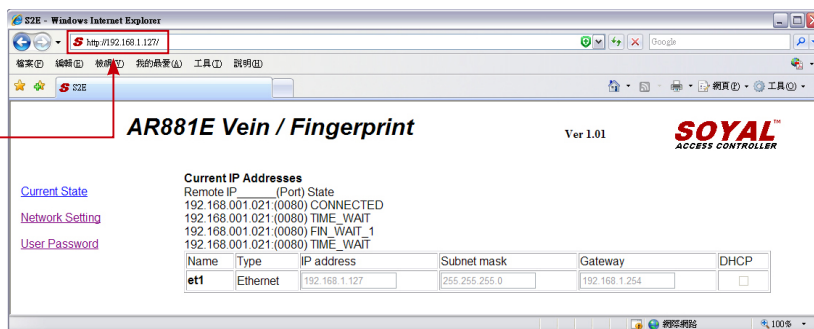 S2E - Windows Internet Explorer
S http://192.168.1.127/
Google
檔案(F) 編輯(E) 檢視(V) 我的最愛(A) 工具(T) 說明(H)
S S2E
網頁(P) 工具(O)
AR881E Vein / Fingerprint
Ver 1.01
SOYAL™
ACCESS CONTROLLER
Current State
Network Setting
User Password
Current IP Addresses
Remote IP______(Port) State
192.168.001.021:(0080) CONNECTED
192.168.001.021:(0080) TIME_WAIT
192.168.001.021:(0080) FIN_WAIT_1
192.168.001.021:(0080) TIME_WAIT
Name Type IP address Subnet mask Gateway DHCP
et1 Ethernet 192.168.1.127 255.255.255.0 192.168.1.254
網際網路 100%